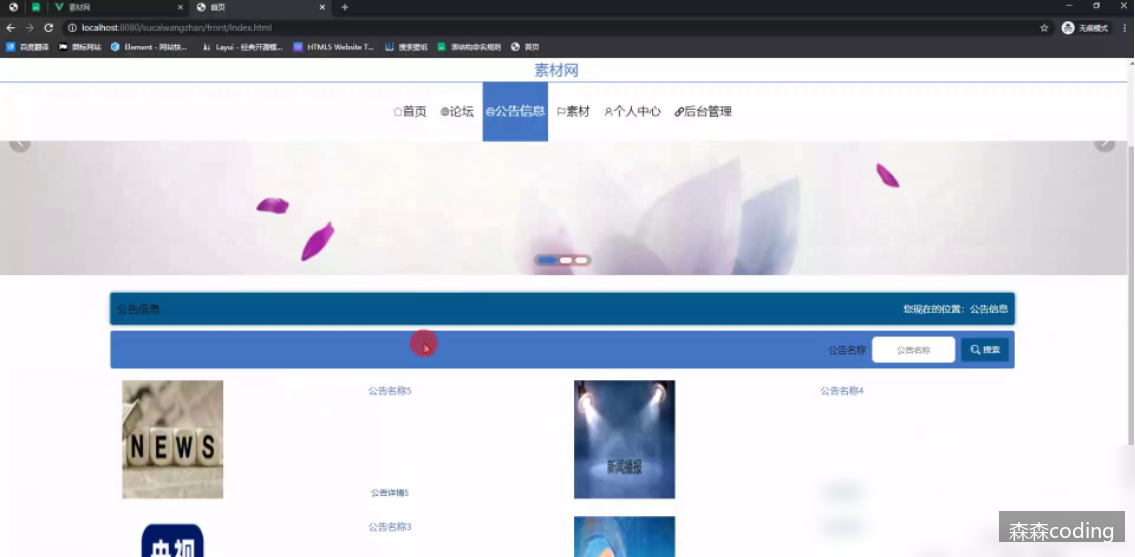 素材网
首页
localhost:8080/sucaiwangzhan/front/index.html
无痕模式
百度翻译
图标网站
Element - 网站快...
Layui - 经典开源模...
HTML5 Website T...
搜索壁纸
源结构命名规则
首页
素材网
首页
论坛
公告信息
素材
个人中心
后台管理
公告信息
您现在的位置：公告信息
公告名称
公告名称
搜索
NEWS
公告名称5
公告详情5
新闻播报
公告名称4
央视
公告名称3
森森coding